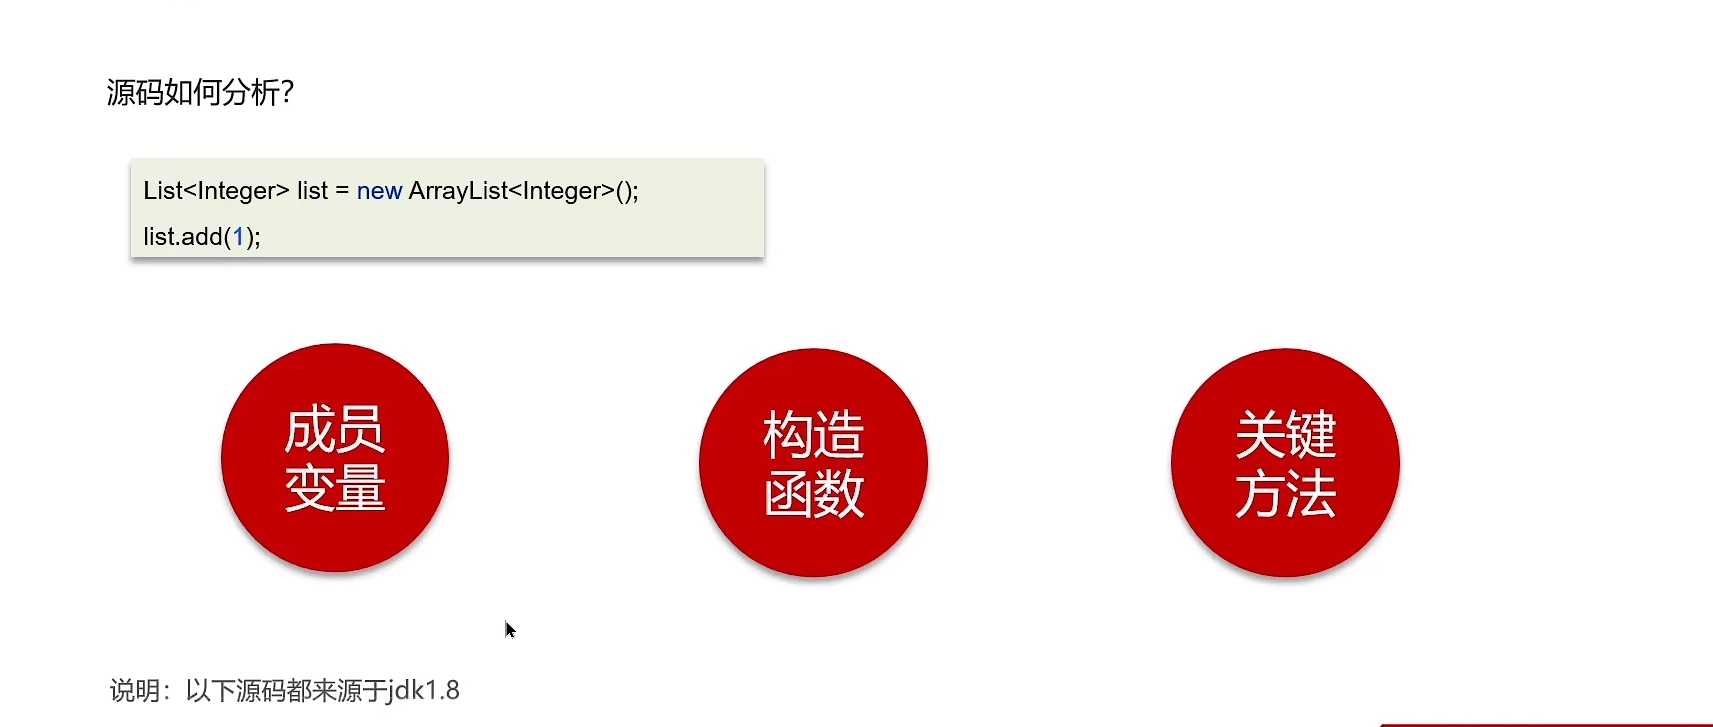 源码如何分析?
List<Integer> list = new ArrayList<Integer>();
list.add(1);
成员
变量
构造
函数
关键
方法
说明：以下源码都来源于jdk1.8